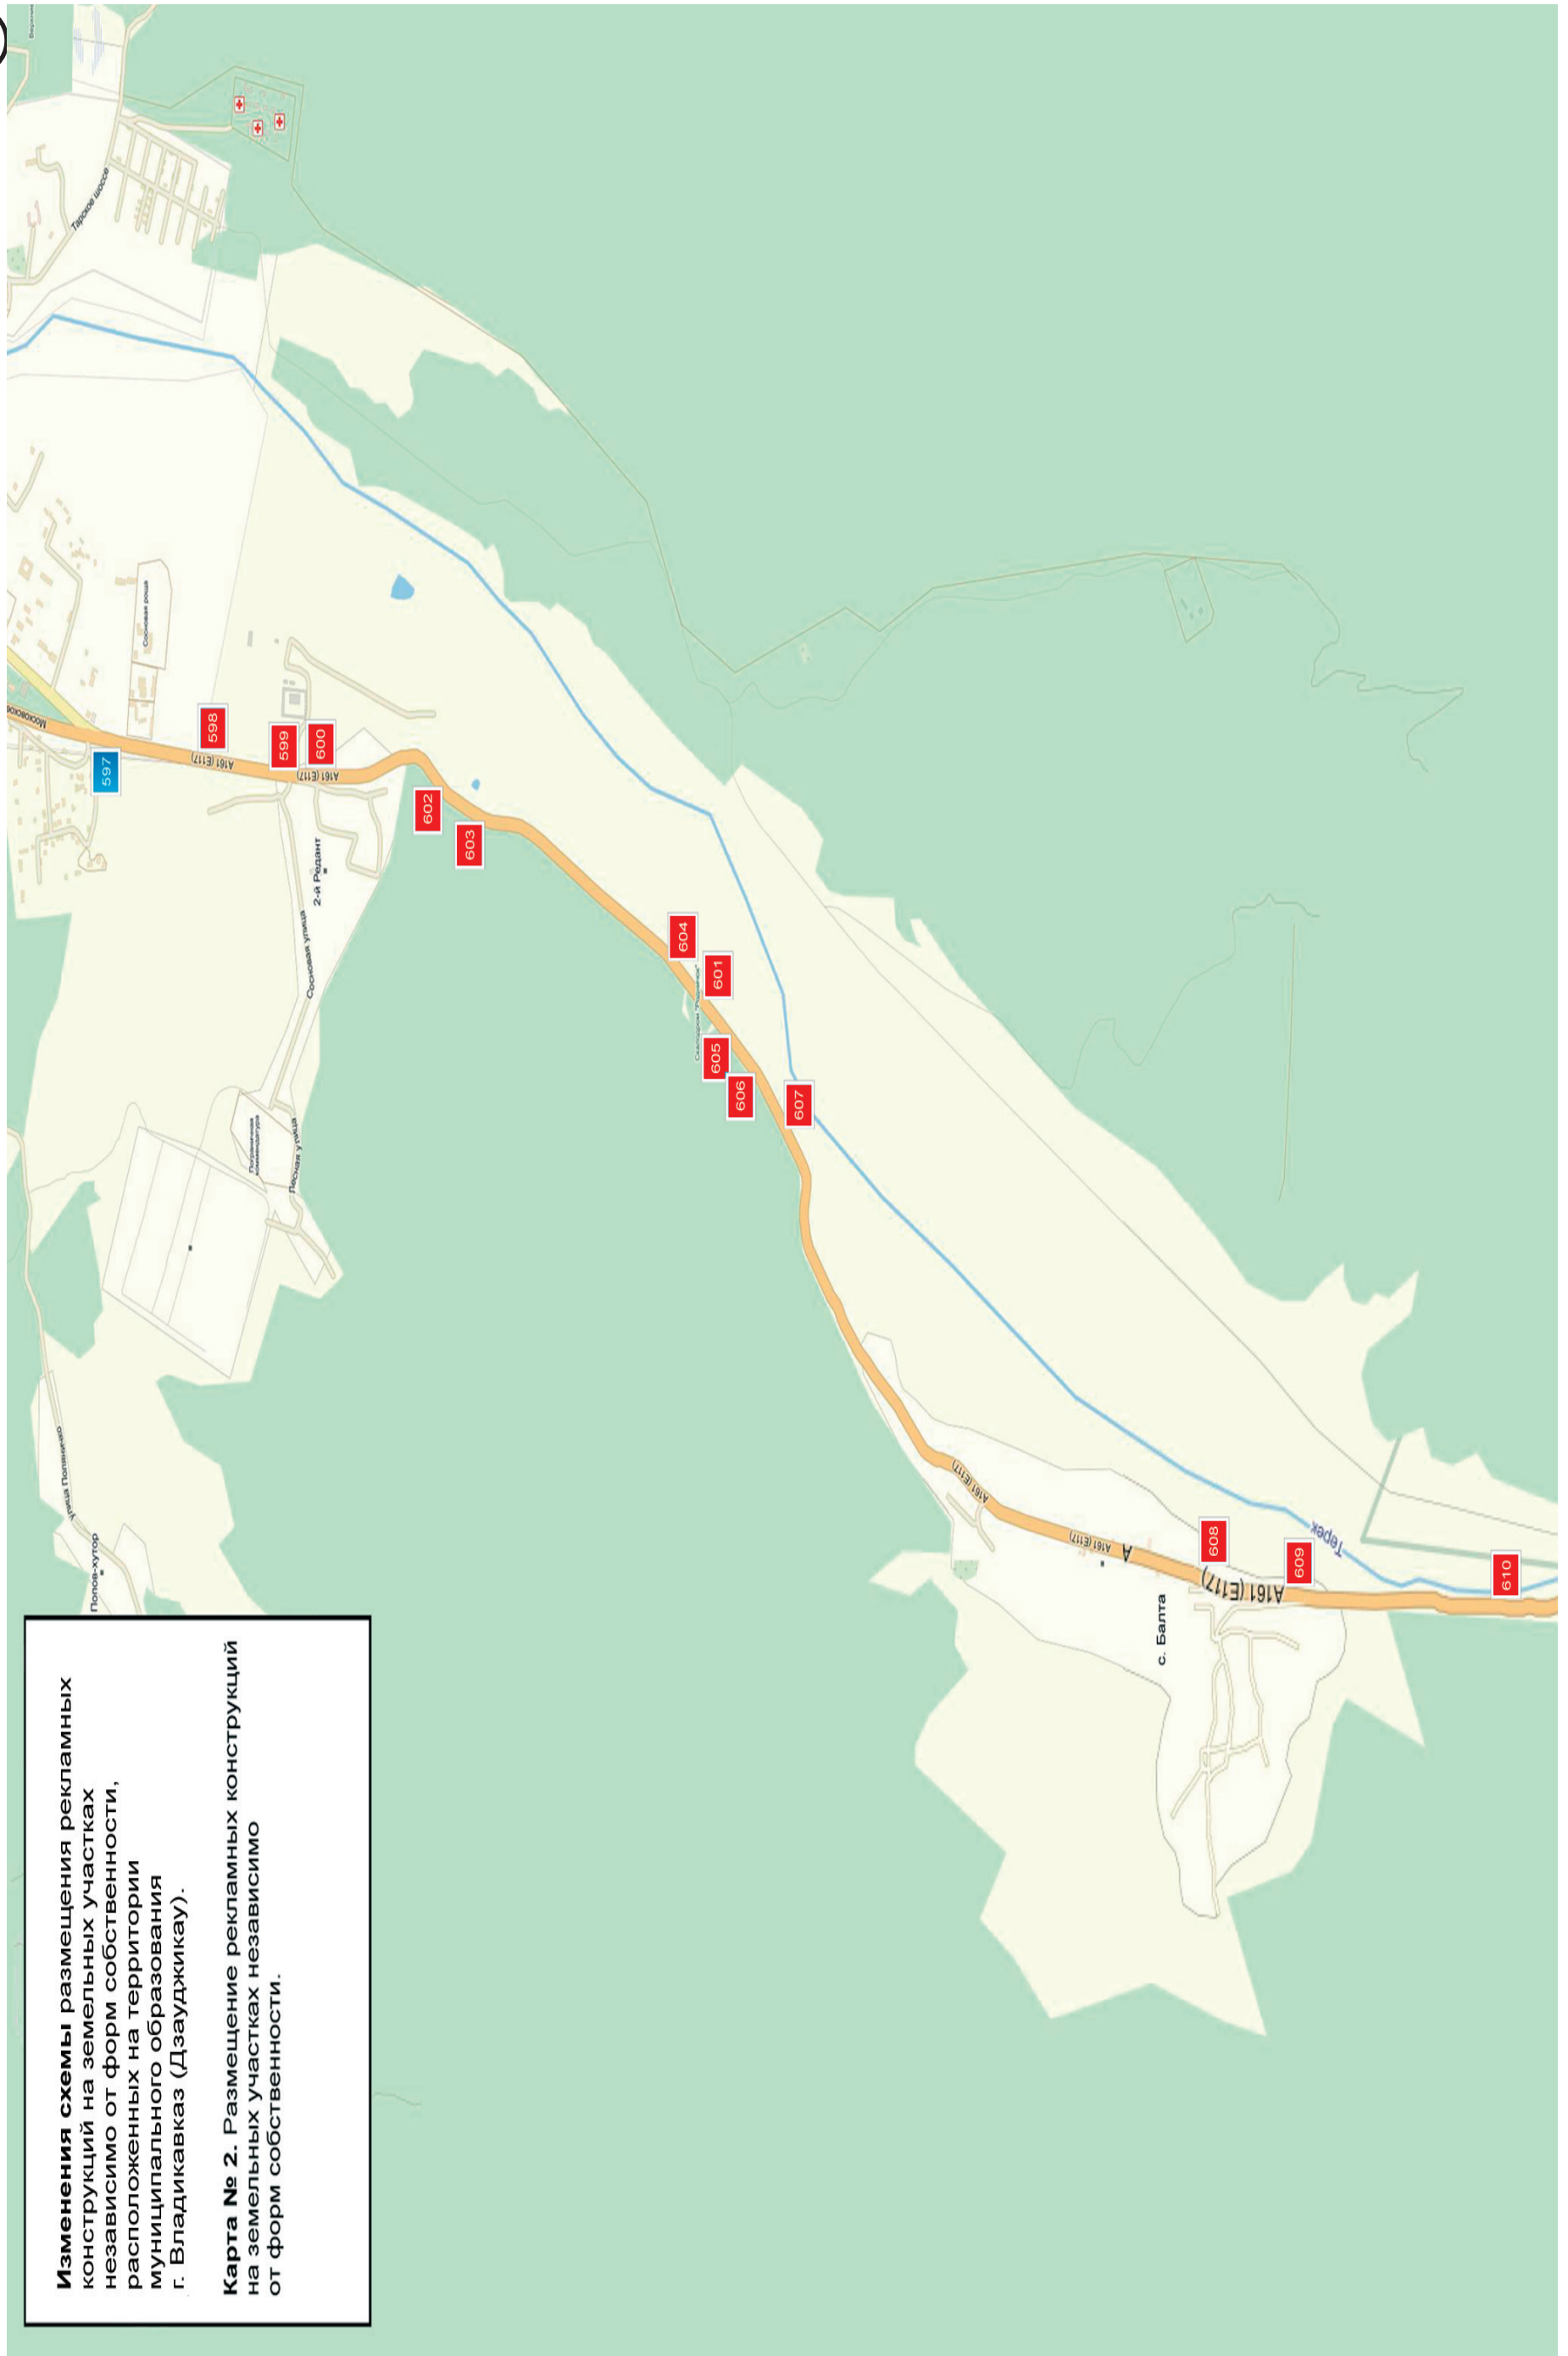 Изменения схемы размещения рекламных
конструкций на земельных участках
независимо от форм собственности,
расположенных на территории
муниципального образования
г. Владикавказ (Дзауджикау).
Карта № 2. Размещение рекламных конструкций
на земельных участках независимо
от форм собственности.
Тарское шоссе
Московское
Сосновая роща
597
598
А161 (Е117)
599
600
А161 (Е117)
602
603
2-й Редант
Сосновая улица
Пограничная
комендатура
Лесная улица
604
601
605
606
607
Попов-хутор
А161 (Е117)
А161 (Е117)
А
608
А161 (Е117)
609
Терек
610
с. Балта